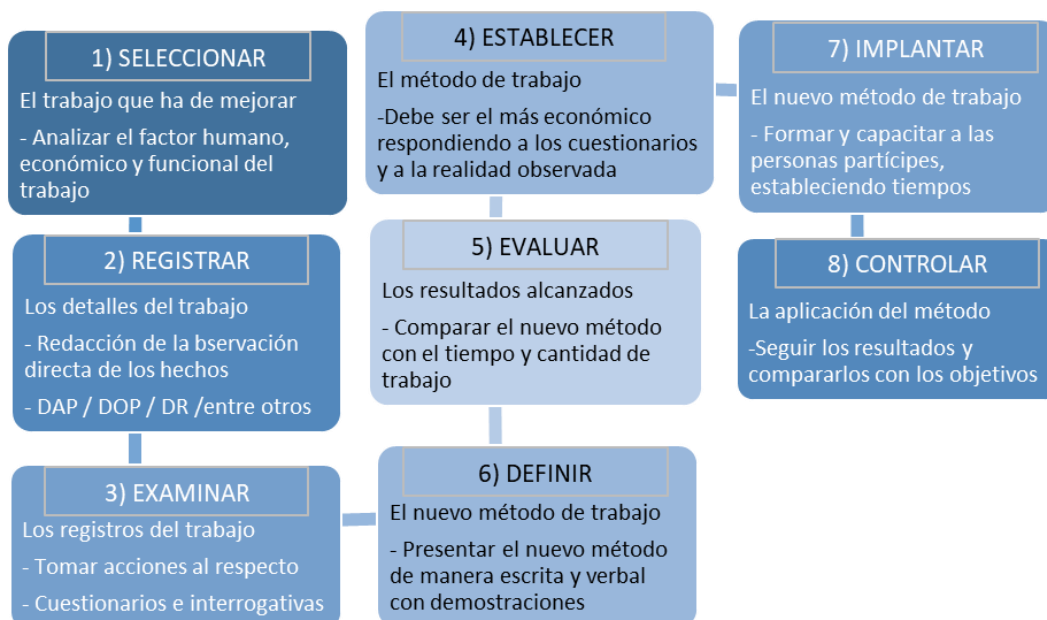 1) SELECCIONAR
El trabajo que ha de mejorar
- Analizar el factor humano,
económico y funcional del
trabajo
2) REGISTRAR
Los detalles del trabajo
- Redacción de la bservación
directa de los hechos
- DAP / DOP / DR /entre otros
3) EXAMINAR
Los registros del trabajo
- Tomar acciones al respecto
- Cuestionarios e interrogativas
4) ESTABLECER
El método de trabajo
-Debe ser el más económico
respondiendo a los cuestionarios
y a la realidad observada
5) EVALUAR
Los resultados alcanzados
- Comparar el nuevo método
con el tiempo y cantidad de
trabajo
6) DEFINIR
El nuevo método de trabajo
- Presentar el nuevo método
de manera escrita y verbal
con demostraciones
7) IMPLANTAR
El nuevo método de trabajo
- Formar y capacitar a las
personas partícipes,
estableciendo tiempos
8) CONTROLAR
La aplicación del método
-Seguir los resultados y
compararlos con los objetivos